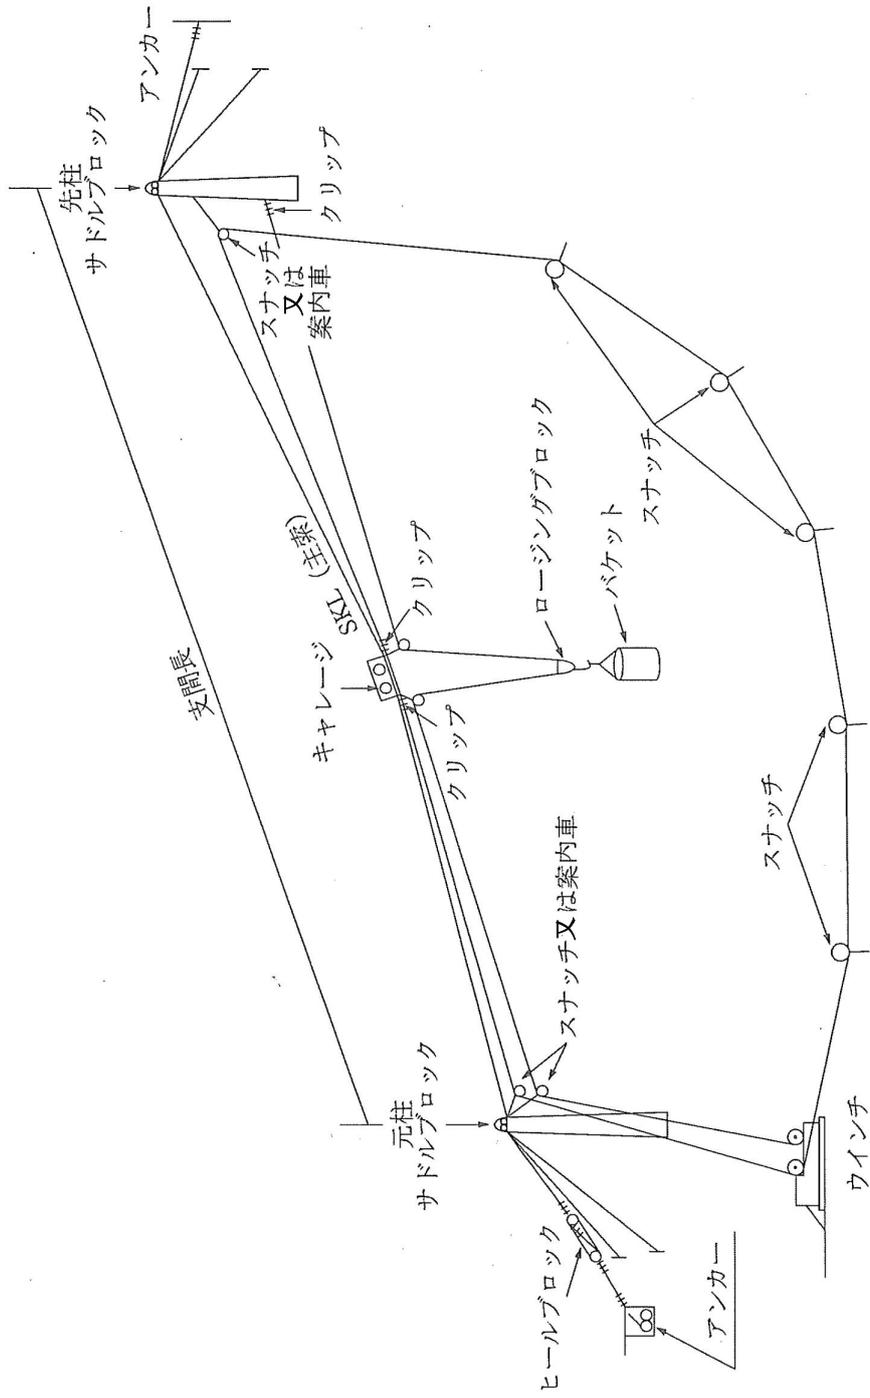 アンカー
先柱
サドルブロック
クリップ
スナッチ
又は
案内車
支間長
SKL（主索）
キャレージ
クリップ
クリップ
ロージングブロック
バケット
スナッチ
スナッチ
スナッチ又は案内車
元柱
サドルブロック
ヒールブロック
アンカー
ウインチ